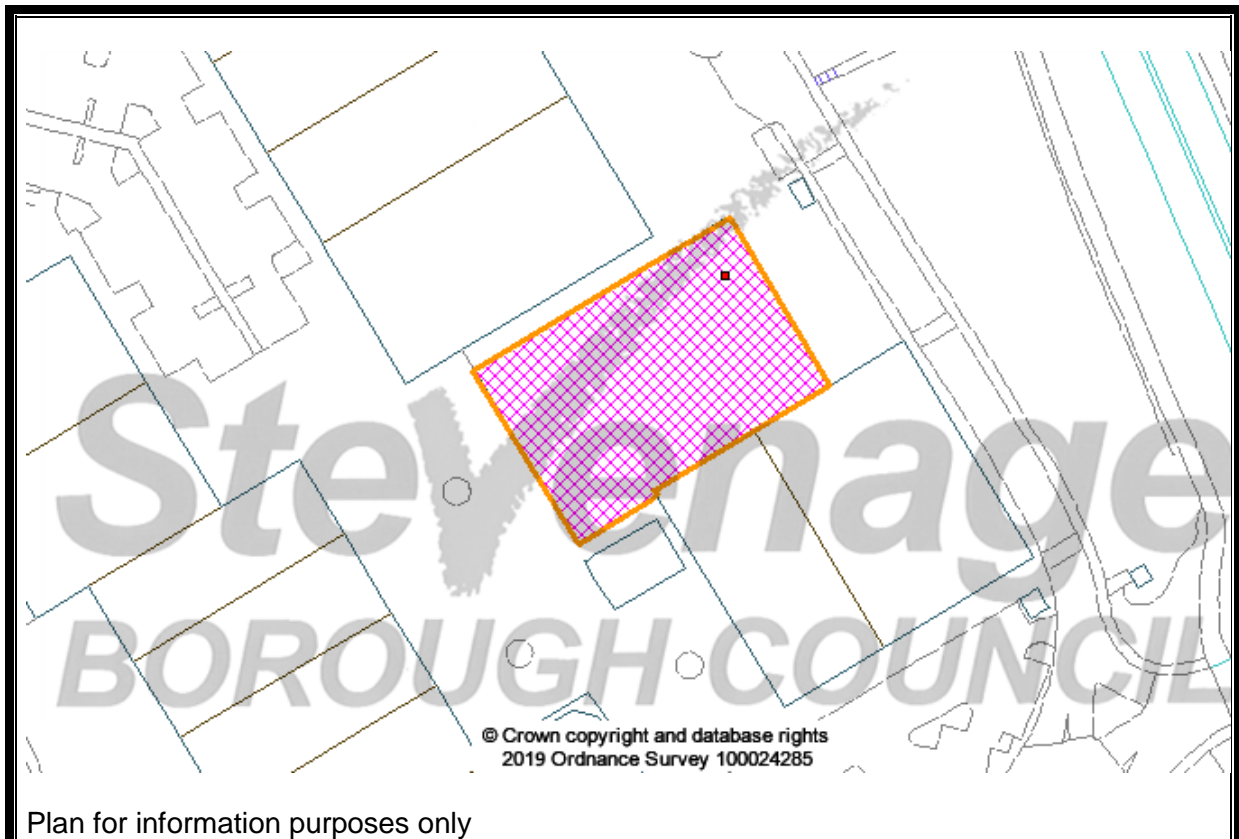 Stevenage
BOROUGH COUNCIL
© Crown copyright and database rights
2019 Ordnance Survey 100024285
Plan for information purposes only